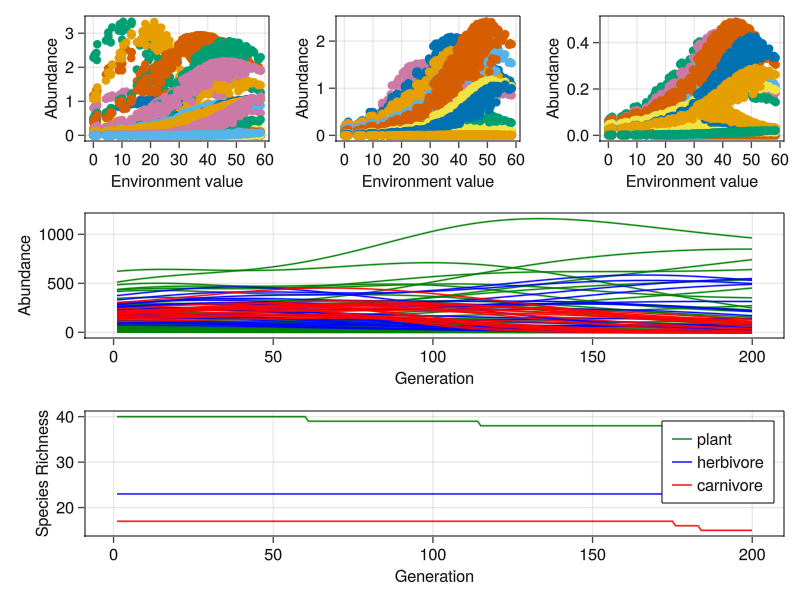 Abundance
3
2
1
0
0 10 20 30 40 50 60
Environment value
Abundance
2
1
0
0 10 20 30 40 50 60
Environment value
Abundance
0.4
0.2
0.0
0 10 20 30 40 50 60
Environment value
Abundance
1000
500
0
0 50 100 150 200
Generation
Species Richness
40
30
20
plant
herbivore
carnivore
0 50 100 150 200
Generation